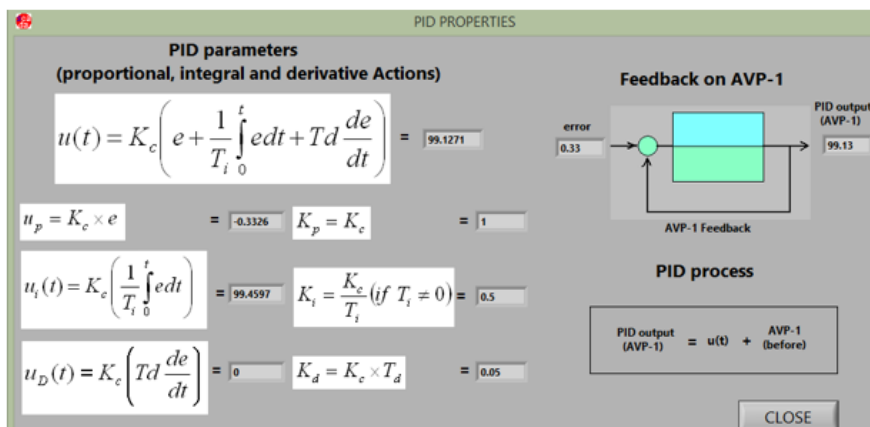 PID PROPERTIES
PID parameters
(proportional, integral and derivative Actions)
u(t) = K_c ( e + 1/T_i ∫_0^t edt + Td de/dt ) = 99.1271
u_p = K_c × e = -0.3326 K_p = K_c = 1
u_i(t) = K_c ( 1/T_i ∫_0^t edt ) = 99.4597 K_i = K_c/T_i (if T_i ≠ 0) = 0.5
u_D(t) = K_c ( Td de/dt ) = 0 K_d = K_c × T_d = 0.05
Feedback on AVP-1
error
0.33
PID output
(AVP-1)
99.13
AVP-1 Feedback
PID process
PID output
(AVP-1)
= u(t) +
AVP-1
(before)
CLOSE